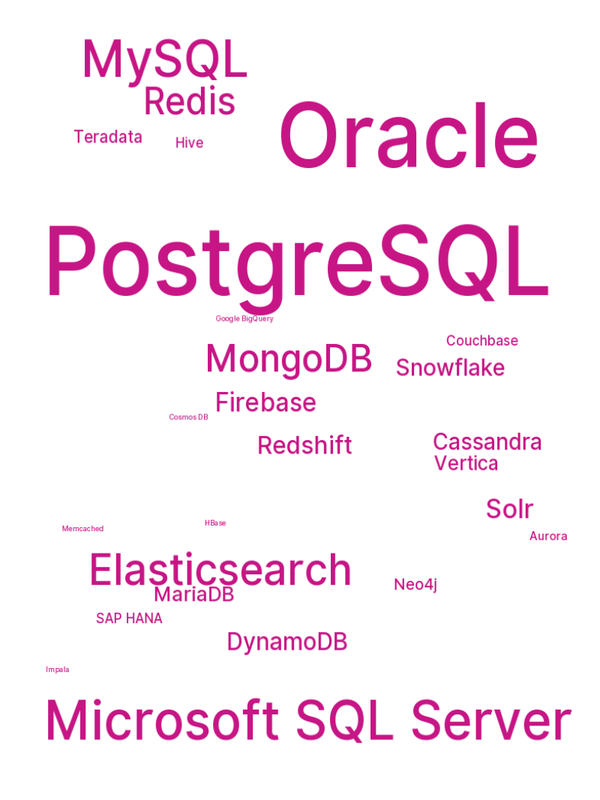 MySQL
Redis
Oracle
Teradata
Hive
PostgreSQL
Google BigQuery
Couchbase
MongoDB
Snowflake
Firebase
Cosmos DB
Redshift
Cassandra
Vertica
Solr
HBase
Memcached
Aurora
Elasticsearch
Neo4j
MariaDB
SAP HANA
DynamoDB
Impala
Microsoft SQL Server